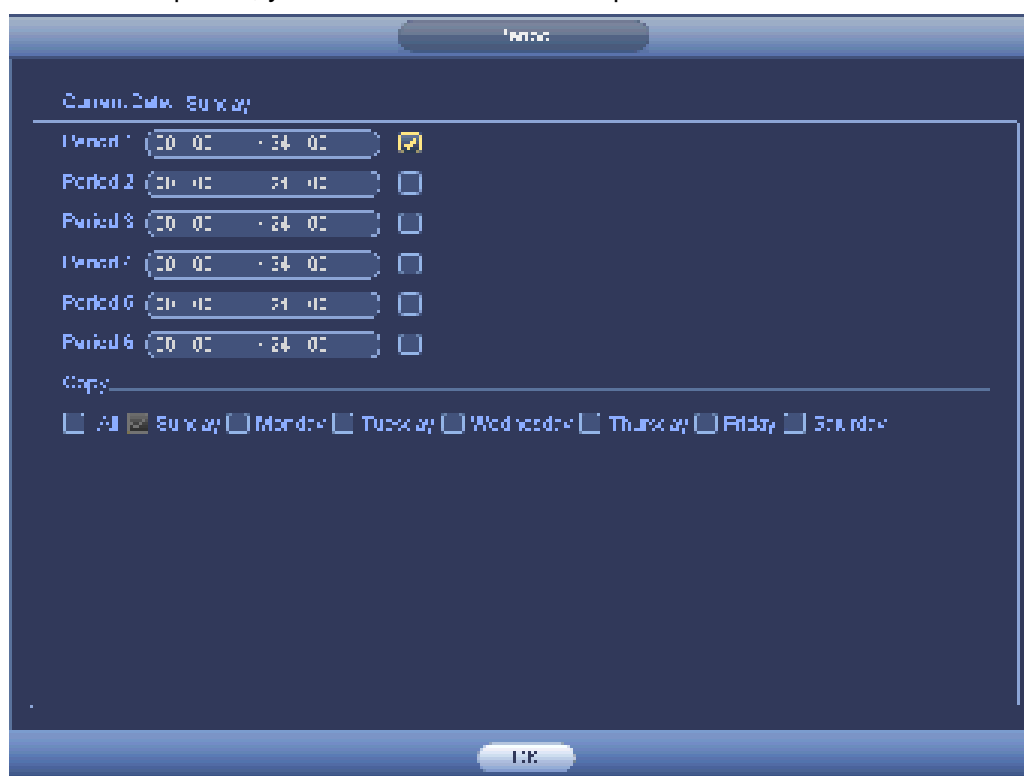 Period
Current Date: Sunday
Period 1 00 : 00 - 24 : 00
Period 2 00 : 00 - 24 : 00
Period 3 00 : 00 - 24 : 00
Period 4 00 : 00 - 24 : 00
Period 5 00 : 00 - 24 : 00
Period 6 00 : 00 - 24 : 00
Copy
All Sunday Monday Tuesday Wednesday Thursday Friday Saturday
OK